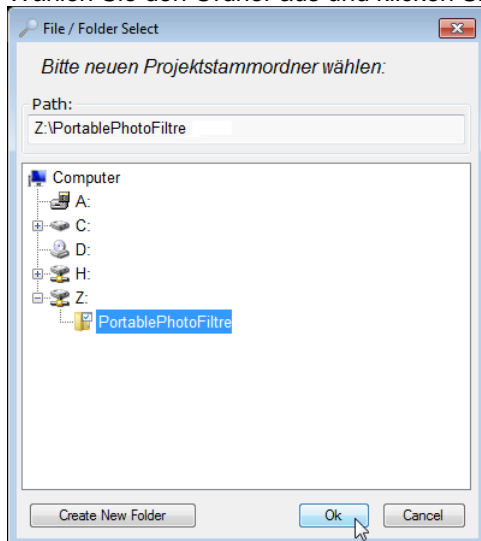 File / Folder Select
Bitte neuen Projektstammordner wählen:
Path:
Z:\PortablePhotoFiltre
Computer
A:
C:
D:
H:
Z:
PortablePhotoFiltre
Create New Folder
Ok
Cancel